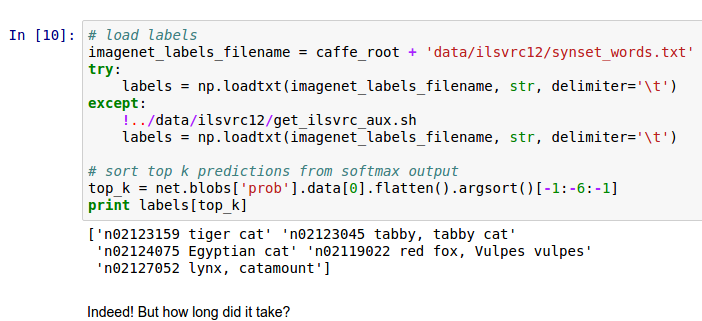 In [10]: # load labels
imagenet_labels_filename = caffe_root + 'data/ilsvrc12/synset_words.txt'
try:
    labels = np.loadtxt(imagenet_labels_filename, str, delimiter='\t')
except:
    !../data/ilsvrc12/get_ilsvrc_aux.sh
    labels = np.loadtxt(imagenet_labels_filename, str, delimiter='\t')

# sort top k predictions from softmax output
top_k = net.blobs['prob'].data[0].flatten().argsort()[-1:-6:-1]
print labels[top_k]
['n02123159 tiger cat' 'n02123045 tabby, tabby cat'
 'n02124075 Egyptian cat' 'n02119022 red fox, Vulpes vulpes'
 'n02127052 lynx, catamount']
Indeed! But how long did it take?